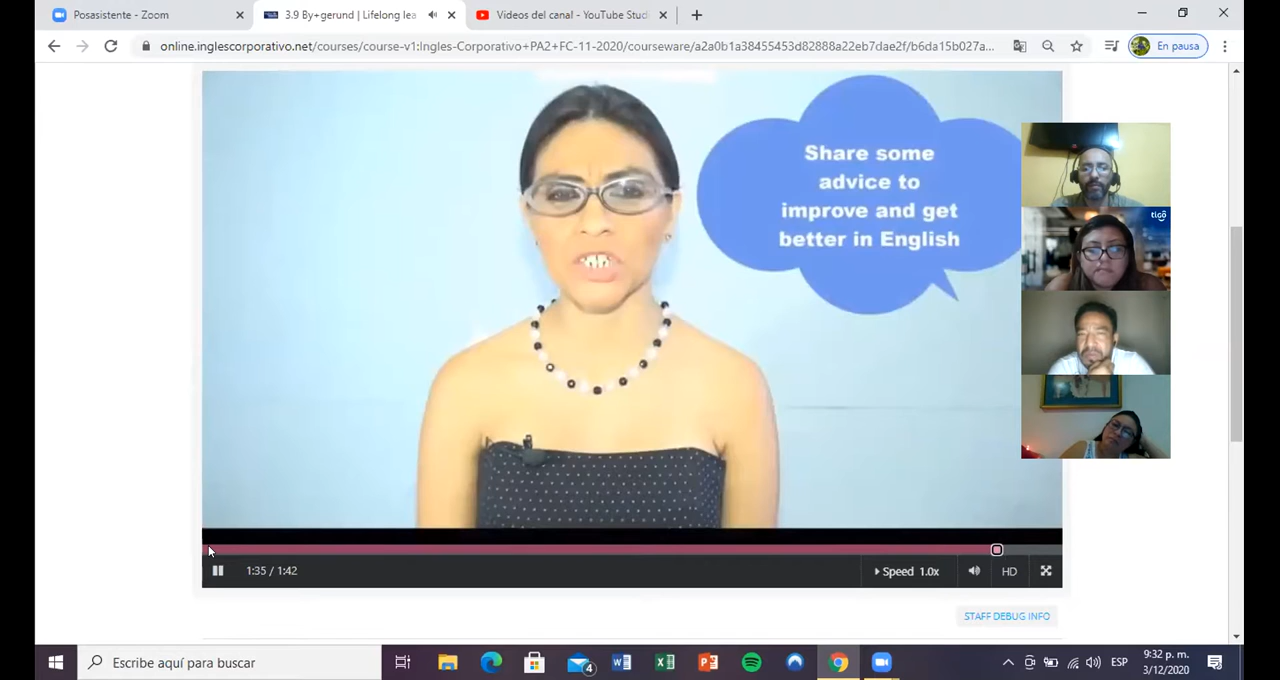 Posasistente - Zoom
3.9 By+gerund | Lifelong lea
Videos del canal - YouTube Stud
online.inglescorporativo.net/courses/course-v1:Ingles-Corporativo+PA2+FC-11-2020/courseware/a2a0b1a38455453d82888a22eb7dae2f/b6da15b027a...
En pausa
Share some
advice to
improve and get
better in English
tigo
1:35 / 1:42
Speed 1.0x
HD
STAFF DEBUG INFO
Escribe aquí para buscar
4
ESP
9:32 p. m.
3/12/2020